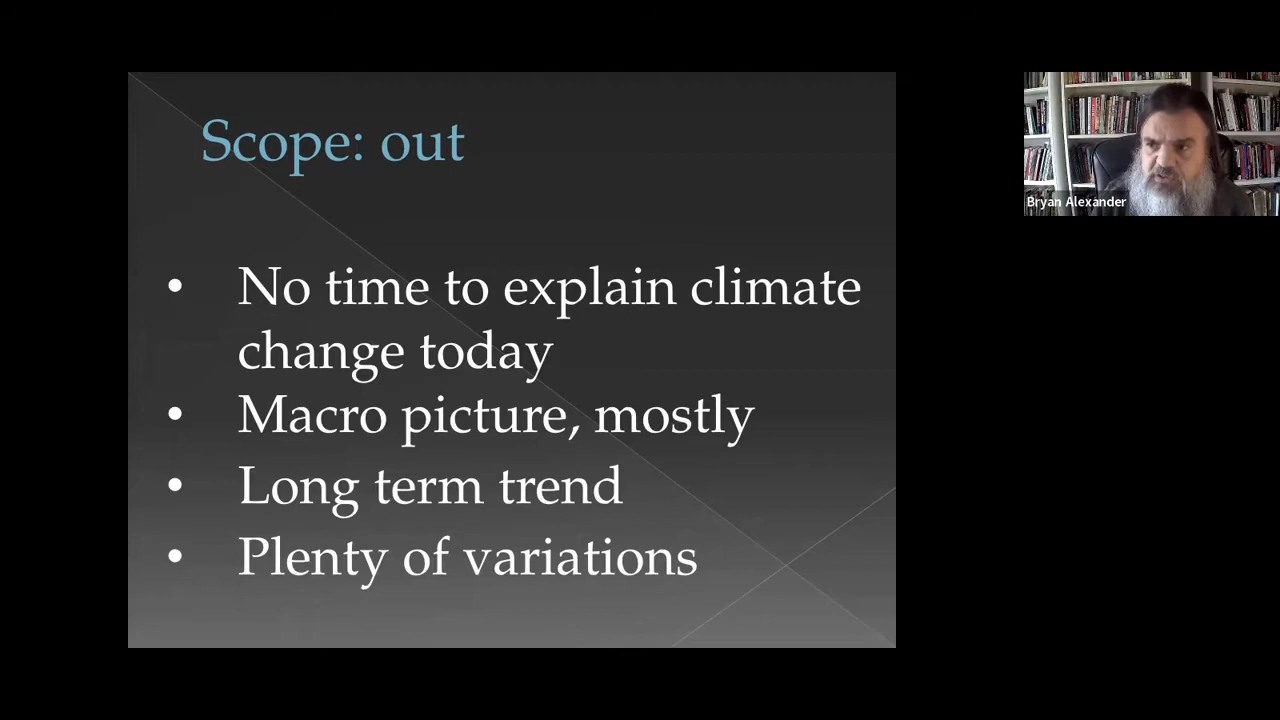 Scope: out
• No time to explain climate
change today
• Macro picture, mostly
• Long term trend
• Plenty of variations
Bryan Alexander